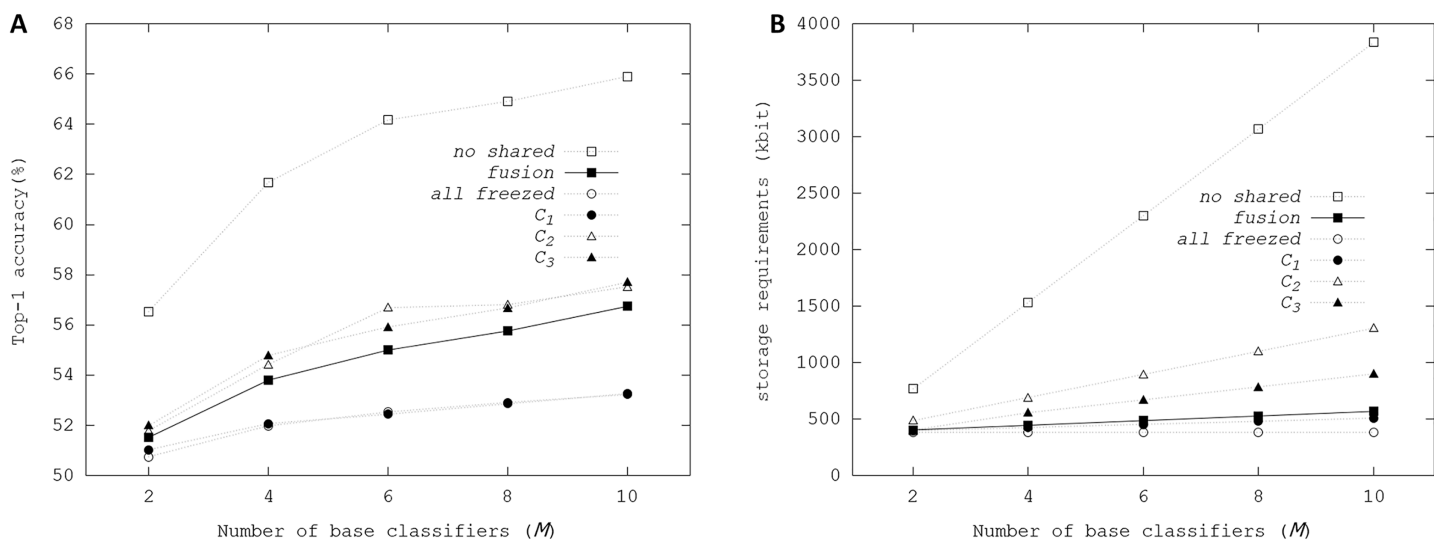 A
68
66
64
62
60
58
56
54
52
50
Top-1 accuracy(%)
no shared
fusion
all freezed
C1
C2
C3
2 4 6 8 10
Number of base classifiers (M)
B
4000
3500
3000
2500
2000
1500
1000
500
0
storage requirements (kbit)
no shared
fusion
all freezed
C1
C2
C3
2 4 6 8 10
Number of base classifiers (M)